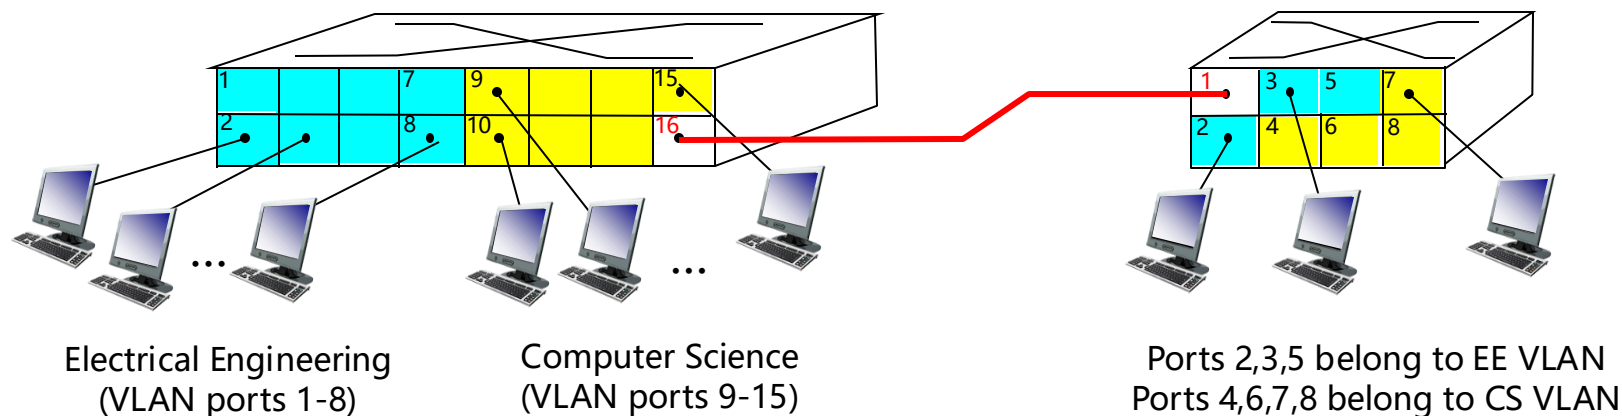 1 7 9 15
2 8 10 16
1 3 5 7
2 4 6 8
... ...
Electrical Engineering
(VLAN ports 1-8)
Computer Science
(VLAN ports 9-15)
Ports 2,3,5 belong to EE VLAN
Ports 4,6,7,8 belong to CS VLAN